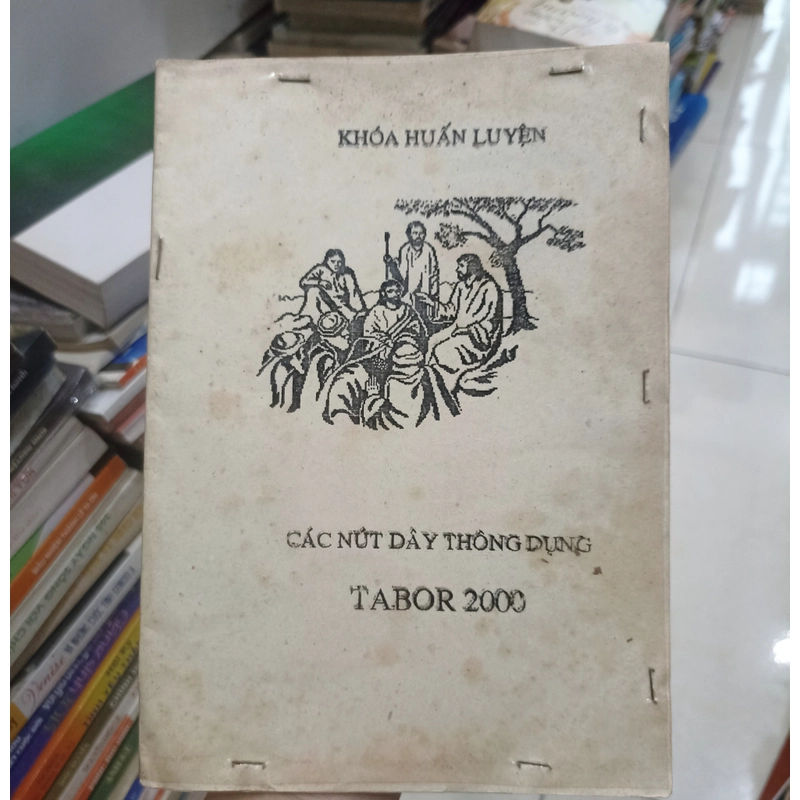 KHÓA HUẤN LUYỆN
CÁC NÚT DÂY THÔNG DỤNG
TABOR 2000